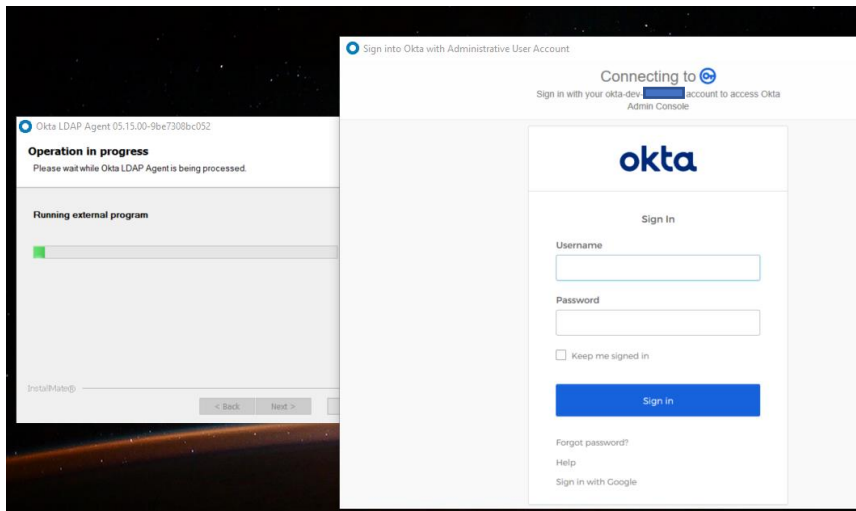 Sign into Okta with Administrative User Account
Connecting to
Sign in with your okta-dev- account to access Okta
Admin Console
Okta LDAP Agent 05.15.00-9be7308bc052
Operation in progress
Please wait while Okta LDAP Agent is being processed.
Running external program
InstallMate®
< Back Next >
okta
Sign In
Username
Password
Keep me signed in
Sign in
Forgot password?
Help
Sign in with Google